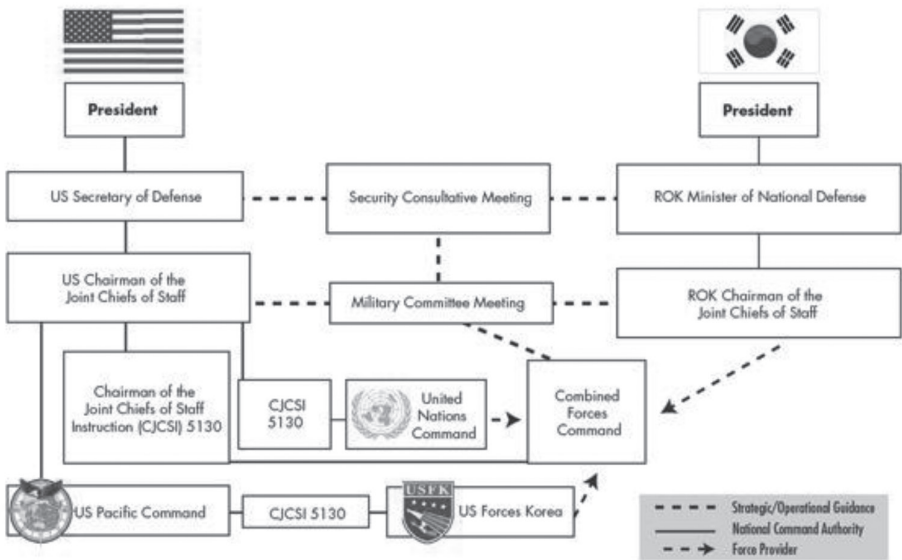 President
President
US Secretary of Defense
Security Consultative Meeting
ROK Minister of National Defense
US Chairman of the
Joint Chiefs of Staff
Military Committee Meeting
ROK Chairman of the
Joint Chiefs of Staff
Chairman of the
Joint Chiefs of Staff
Instruction (CJCSI) 5130
CJCSI
5130
United
Nations
Command
Combined
Forces
Command
US Pacific Command
CJCSI 5130
USFK
US Forces Korea
Strategic/Operational Guidance
National Command Authority
Force Provider